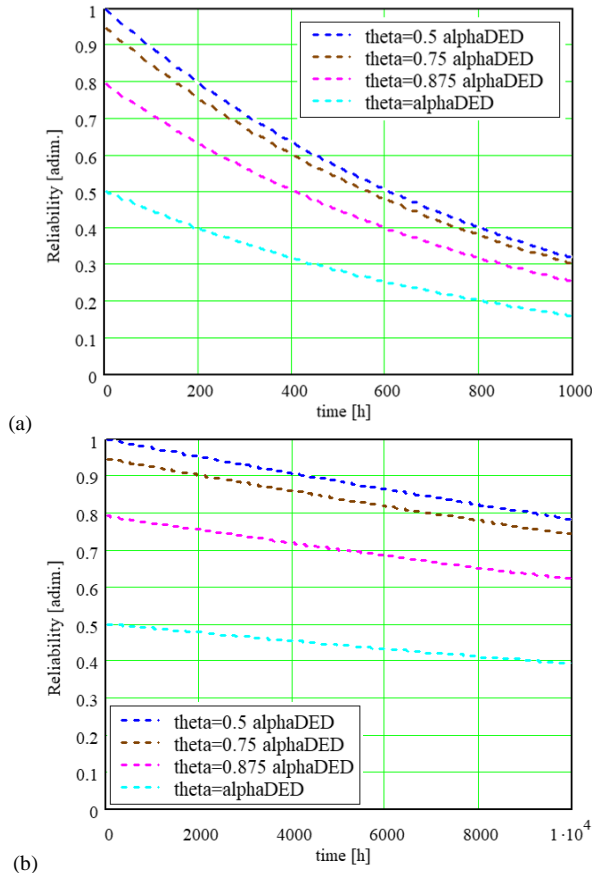 1
0.9
0.8
0.7
0.6
0.5
0.4
0.3
0.2
0.1
0
Reliability [adim.]
theta=0.5 alphaDED
theta=0.75 alphaDED
theta=0.875 alphaDED
theta=alphaDED
0 200 400 600 800 1000
time [h]
(a)
1
0.9
0.8
0.7
0.6
0.5
0.4
0.3
0.2
0.1
0
Reliability [adim.]
theta=0.5 alphaDED
theta=0.75 alphaDED
theta=0.875 alphaDED
theta=alphaDED
0 2000 4000 6000 8000 1·10⁴
time [h]
(b)